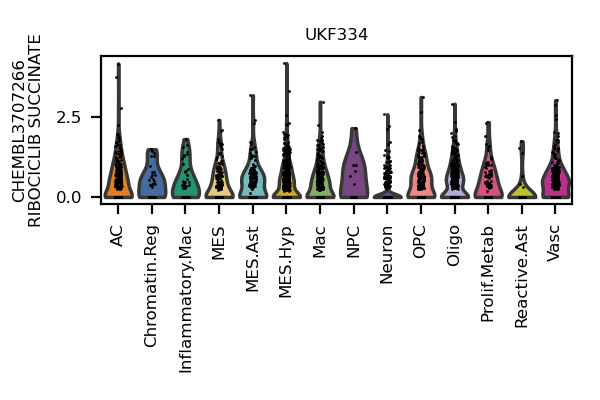 UKF334
CHEMBL3707266
RIBOCICLIB SUCCINATE
2.5
0.0
AC
Chromatin.Reg
Inflammatory.Mac
MES
MES.Ast
MES.Hyp
Mac
NPC
Neuron
OPC
Oligo
Prolif.Metab
Reactive.Ast
Vasc